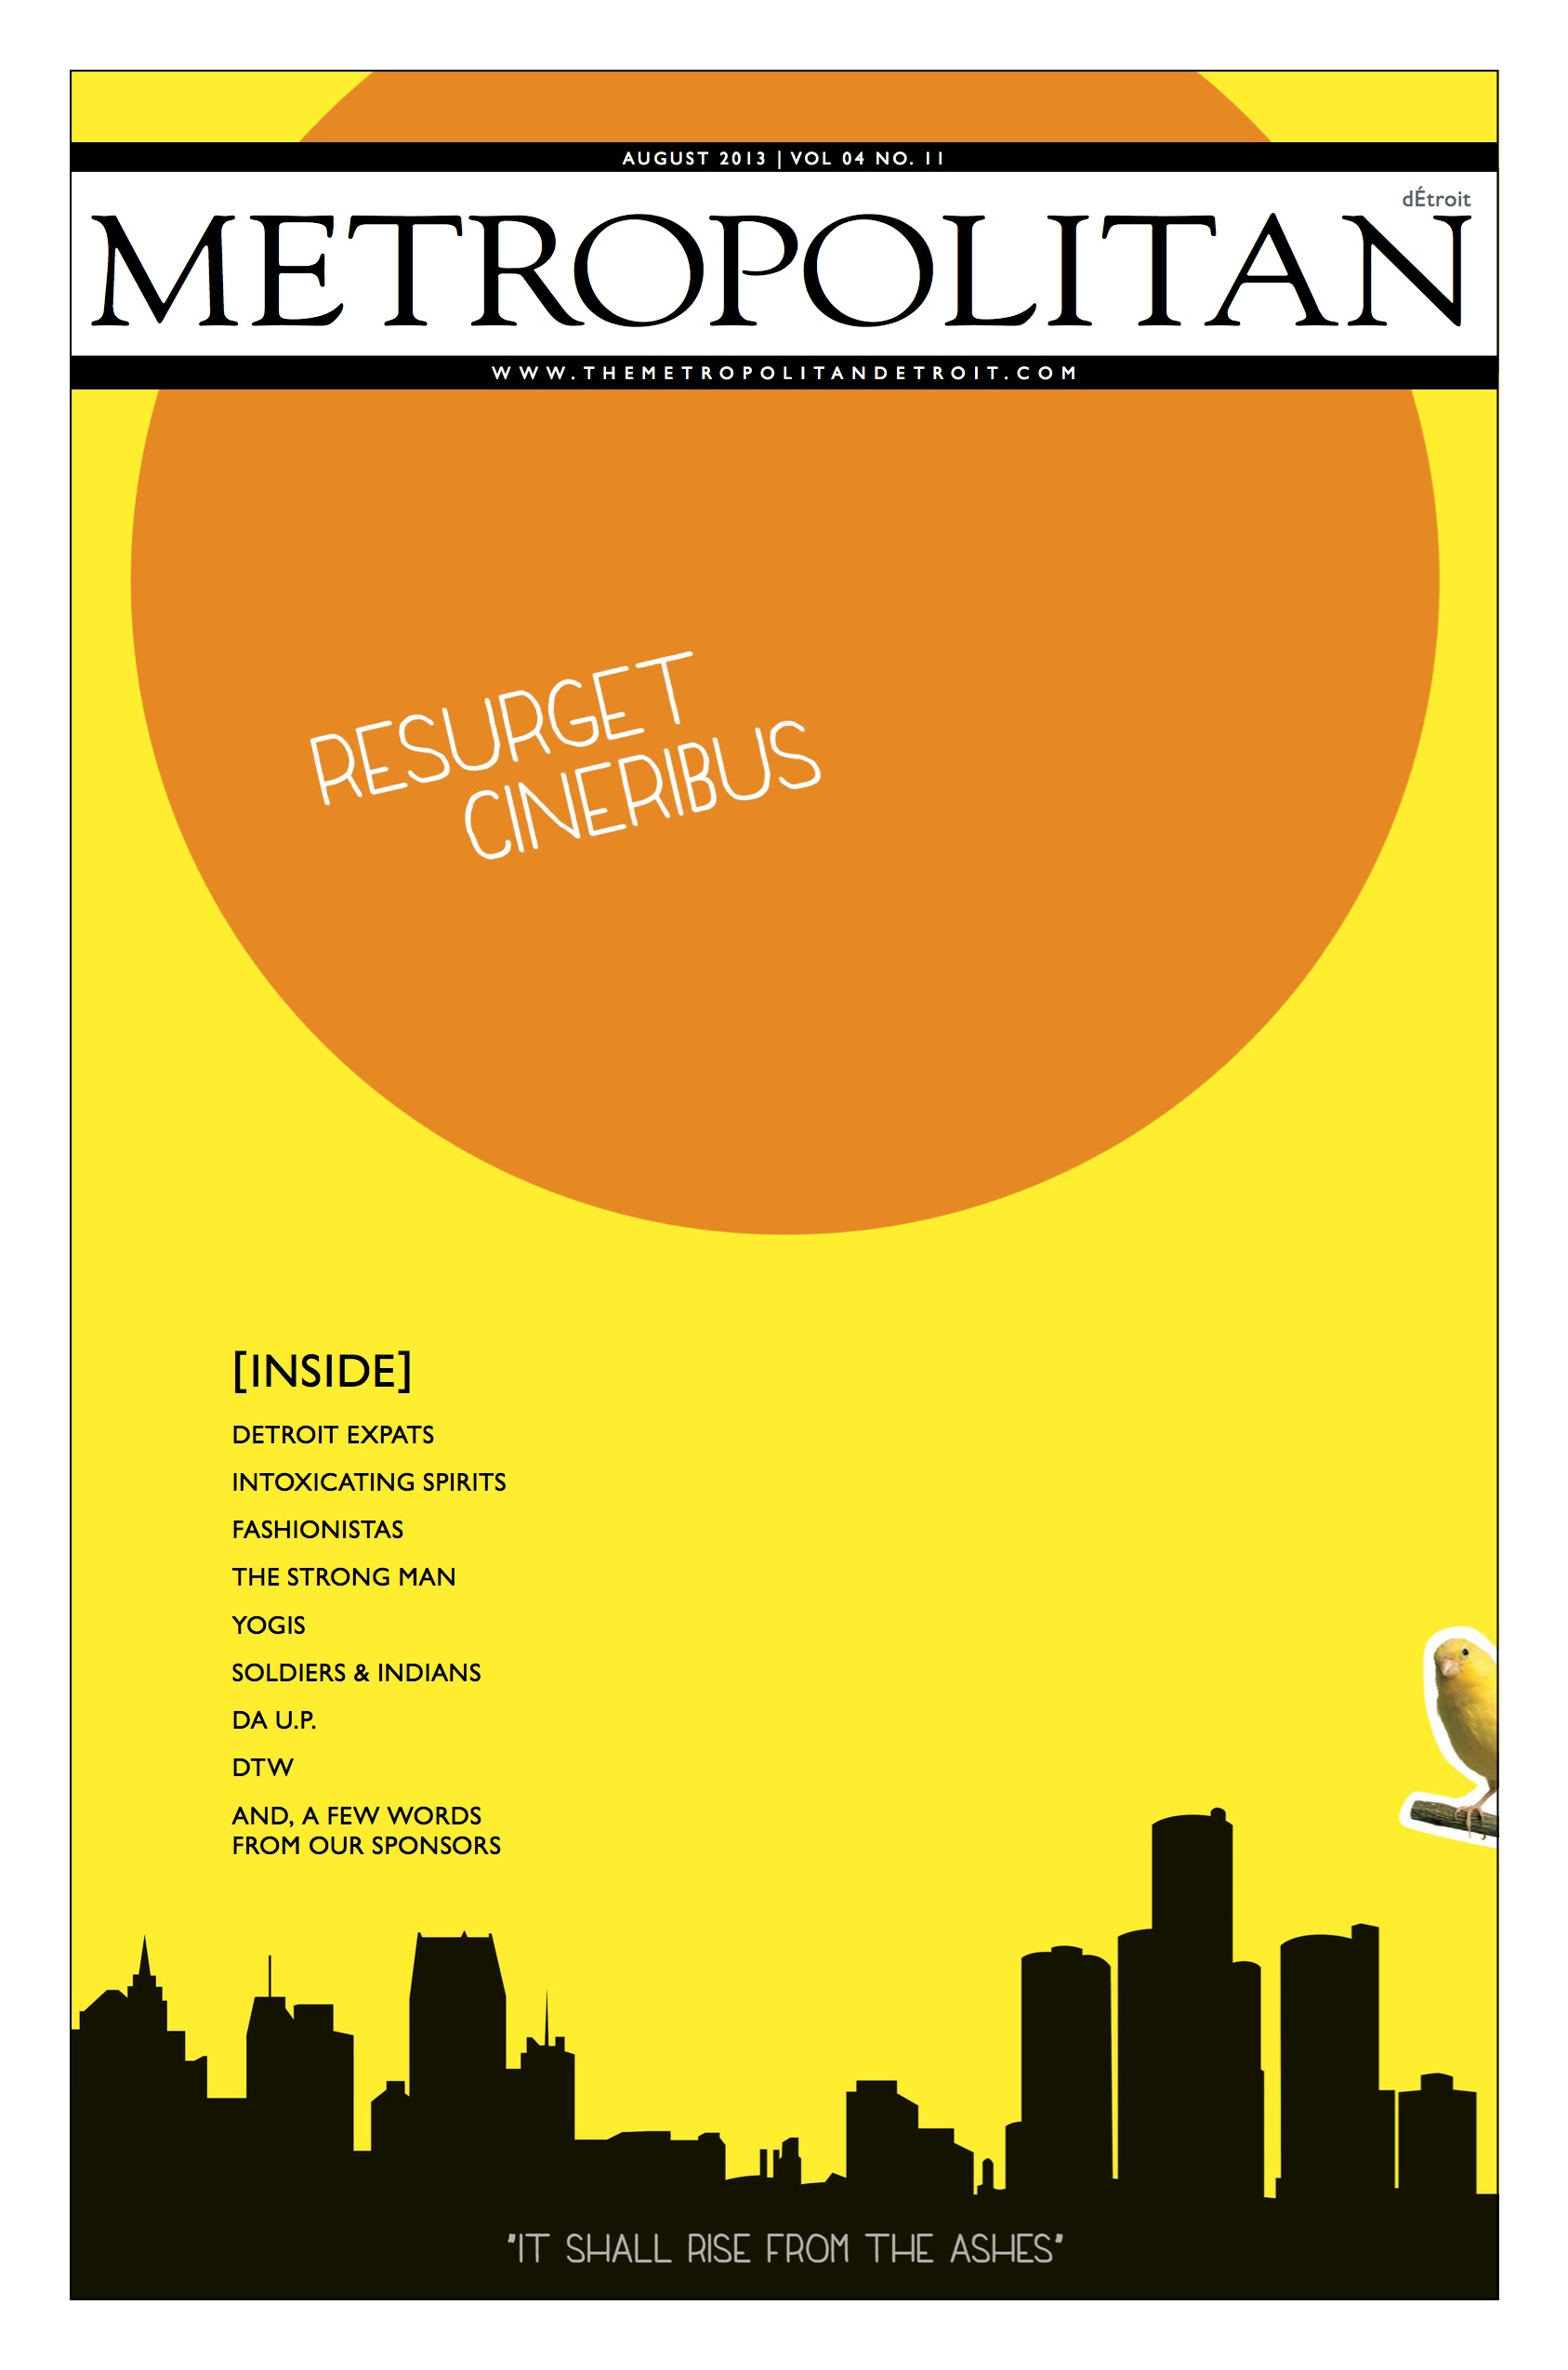 AUGUST 2013 | VOL 04 NO. 11
dÉtroit
METROPOLITAN
WWW.THEMETROPOLITANDETROIT.COM
RESURGET
CINERIBUS
[INSIDE]
DETROIT EXPATS
INTOXICATING SPIRITS
FASHIONISTAS
THE STRONG MAN
YOGIS
SOLDIERS & INDIANS
DA U.P.
DTW
AND, A FEW WORDS
FROM OUR SPONSORS
"IT SHALL RISE FROM THE ASHES"